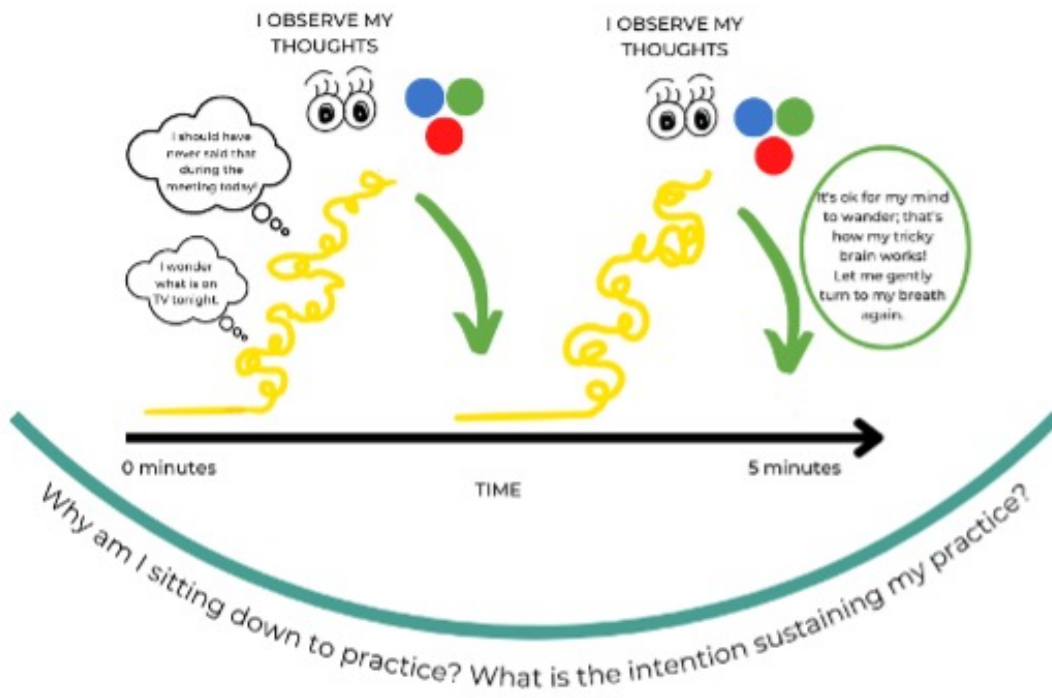 I OBSERVE MY
THOUGHTS
I OBSERVE MY
THOUGHTS
I should have
never said that
during the
meeting today!
I wonder
what is on
TV tonight.
It's ok for my mind
to wander; that's
how my tricky
brain works!
Let me gently
turn to my breath
again.
0 minutes
TIME
5 minutes
Why am I sitting down to practice? What is the intention sustaining my practice?